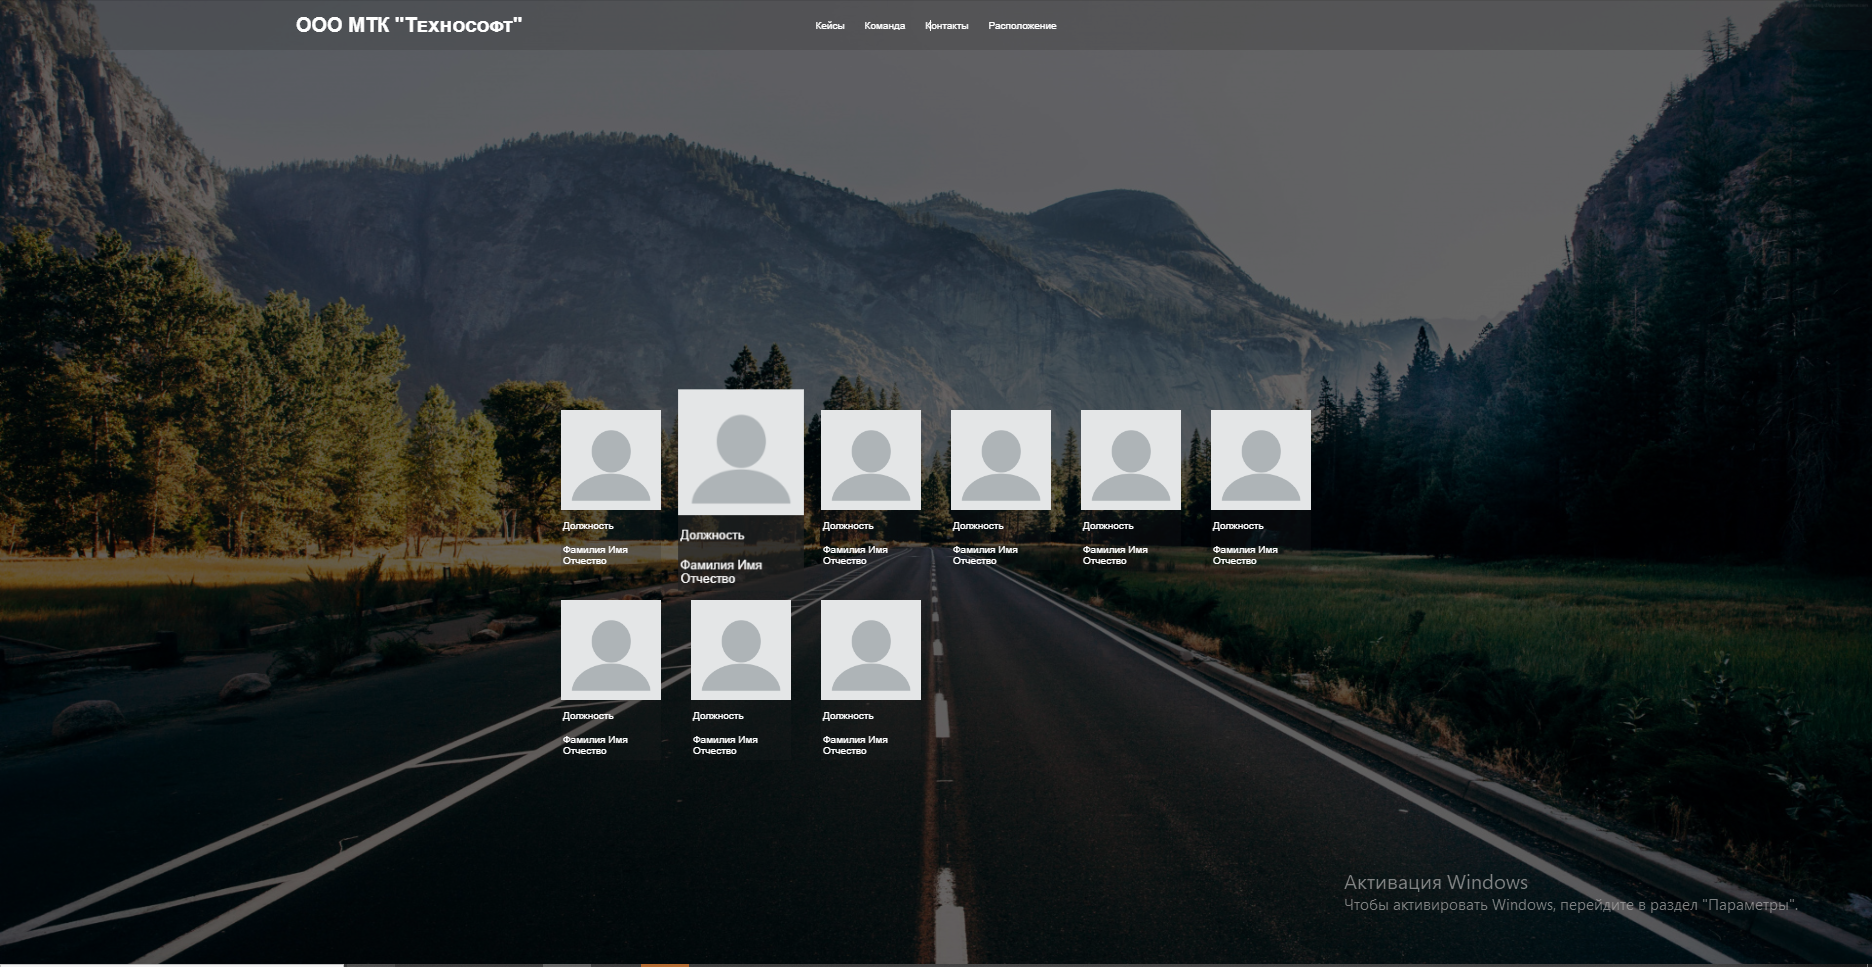 ООО МТК "Технософт"
Кейсы Команда Контакты Расположение
Должность
Фамилия Имя
Отчество
Должность
Фамилия Имя
Отчество
Должность
Фамилия Имя
Отчество
Должность
Фамилия Имя
Отчество
Должность
Фамилия Имя
Отчество
Должность
Фамилия Имя
Отчество
Должность
Фамилия Имя
Отчество
Должность
Фамилия Имя
Отчество
Должность
Фамилия Имя
Отчество
Активация Windows
Чтобы активировать Windows, перейдите в раздел "Параметры".